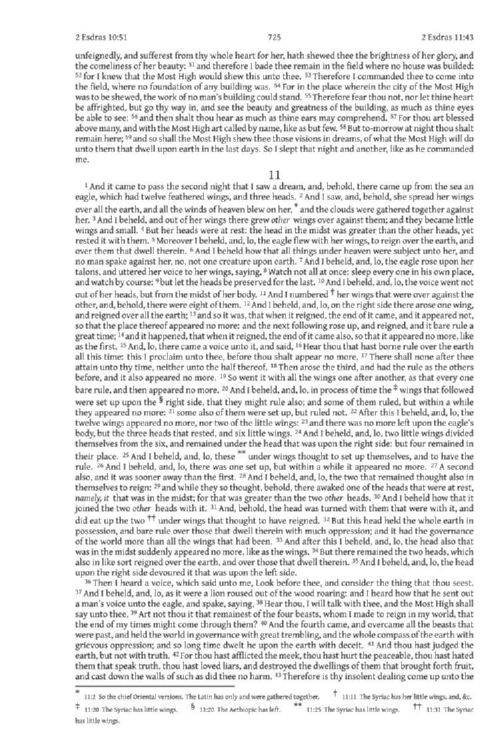 2 Esdras 10:51 725 2 Esdras 11:43
unfeignedly, and sufferest from thy whole heart for her, hath shewed thee the brightness of her glory, and
the comeliness of her beauty: 51 and therefore I bade thee remain in the field where no house was builded:
52 for I knew that the Most High would shew this unto thee. 53 Therefore I commanded thee to come into
the field, where no foundation of any building was. 54 For in the place wherein the city of the Most High
was to be shewed, the work of no man's building could stand. 55 Therefore fear thou not, nor let thine heart
be affrighted, but go thy way in, and see the beauty and greatness of the building, as much as thine eyes
be able to see: 56 and then shalt thou hear as much as thine ears may comprehend. 57 For thou art blessed
above many, and with the Most High art called by name, like as but few. 58 But to-morrow at night thou shalt
remain here; 59 and so shall the Most High shew thee those visions in dreams, of what the Most High will do
unto them that dwell upon earth in the last days. So I slept that night and another, like as he commanded
me.
11
1 And it came to pass the second night that I saw a dream, and, behold, there came up from the sea an
eagle, which had twelve feathered wings, and three heads. 2 And I saw, and, behold, she spread her wings
over all the earth, and all the winds of heaven blew on her, * and the clouds were gathered together against
her. 3 And I beheld, and out of her wings there grew other wings over against them; and they became little
wings and small. 4 But her heads were at rest: the head in the midst was greater than the other heads, yet
rested it with them. 5 Moreover I beheld, and, lo, the eagle flew with her wings, to reign over the earth, and
over them that dwell therein. 6 And I beheld how that all things under heaven were subject unto her, and
no man spake against her, no, not one creature upon earth. 7 And I beheld, and, lo, the eagle rose upon her
talons, and uttered her voice to her wings, saying, 8 Watch not all at once: sleep every one in his own place,
and watch by course: 9 but let the heads be preserved for the last. 10 And I beheld, and, lo, the voice went not
out of her heads, but from the midst of her body. 11 And I numbered † her wings that were over against the
other, and, behold, there were eight of them. 12 And I beheld, and, lo, on the right side there arose one wing,
and reigned over all the earth; 13 and so it was, that when it reigned, the end of it came, and it appeared not,
so that the place thereof appeared no more: and the next following rose up, and reigned, and it bare rule a
great time; 14 and it happened, that when it reigned, the end of it came also, so that it appeared no more, like
as the first. 15 And, lo, there came a voice unto it, and said, 16 Hear thou that hast borne rule over the earth
all this time: this I proclaim unto thee, before thou shalt appear no more, 17 There shall none after thee
attain unto thy time, neither unto the half thereof. 18 Then arose the third, and had the rule as the others
before, and it also appeared no more. 19 So went it with all the wings one after another, as that every one
bare rule, and then appeared no more. 20 And I beheld, and, lo, in process of time the ‡ wings that followed
were set up upon the § right side, that they might rule also; and some of them ruled, but within a while
they appeared no more: 21 some also of them were set up, but ruled not. 22 After this I beheld, and, lo, the
twelve wings appeared no more, nor two of the little wings: 23 and there was no more left upon the eagle's
body, but the three heads that rested, and six little wings. 24 And I beheld, and, lo, two little wings divided
themselves from the six, and remained under the head that was upon the right side: but four remained in
their place. 25 And I beheld, and, lo, these ** under wings thought to set up themselves, and to have the
rule. 26 And I beheld, and, lo, there was one set up, but within a while it appeared no more. 27 A second
also, and it was sooner away than the first. 28 And I beheld, and, lo, the two that remained thought also in
themselves to reign: 29 and while they so thought, behold, there awaked one of the heads that were at rest,
namely, it that was in the midst; for that was greater than the two other heads. 30 And I beheld how that it
joined the two other heads with it. 31 And, behold, the head was turned with them that were with it, and
did eat up the two †† under wings that thought to have reigned. 32 But this head held the whole earth in
possession, and bare rule over those that dwell therein with much oppression; and it had the governance
of the world more than all the wings that had been. 33 And after this I beheld, and, lo, the head also that
was in the midst suddenly appeared no more, like as the wings. 34 But there remained the two heads, which
also in like sort reigned over the earth, and over those that dwell therein. 35 And I beheld, and, lo, the head
upon the right side devoured it that was upon the left side.
36 Then I heard a voice, which said unto me, Look before thee, and consider the thing that thou seest.
37 And I beheld, and, lo, as it were a lion roused out of the wood roaring: and I heard how that he sent out
a man's voice unto the eagle, and spake, saying, 38 Hear thou, I will talk with thee, and the Most High shall
say unto thee, 39 Art not thou it that remainest of the four beasts, whom I made to reign in my world, that
the end of my times might come through them? 40 And the fourth came, and overcame all the beasts that
were past, and held the world in governance with great trembling, and the whole compass of the earth with
grievous oppression; and so long time dwelt he upon the earth with deceit. 41 And thou hast judged the
earth, but not with truth. 42 For thou hast afflicted the meek, thou hast hurt the peaceable, thou hast hated
them that speak truth, thou hast loved liars, and destroyed the dwellings of them that brought forth fruit,
and cast down the walls of such as did thee no harm. 43 Therefore is thy insolent dealing come up unto the
* 11:2 So the chief Oriental versions. The Latin has only and were gathered together. † 11:11 The Syriac has her little wings, and, &c.
‡ 11:20 The Syriac has little wings. § 11:20 The Aethiopic has left. ** 11:25 The Syriac has little wings. †† 11:31 The Syriac
has little wings.